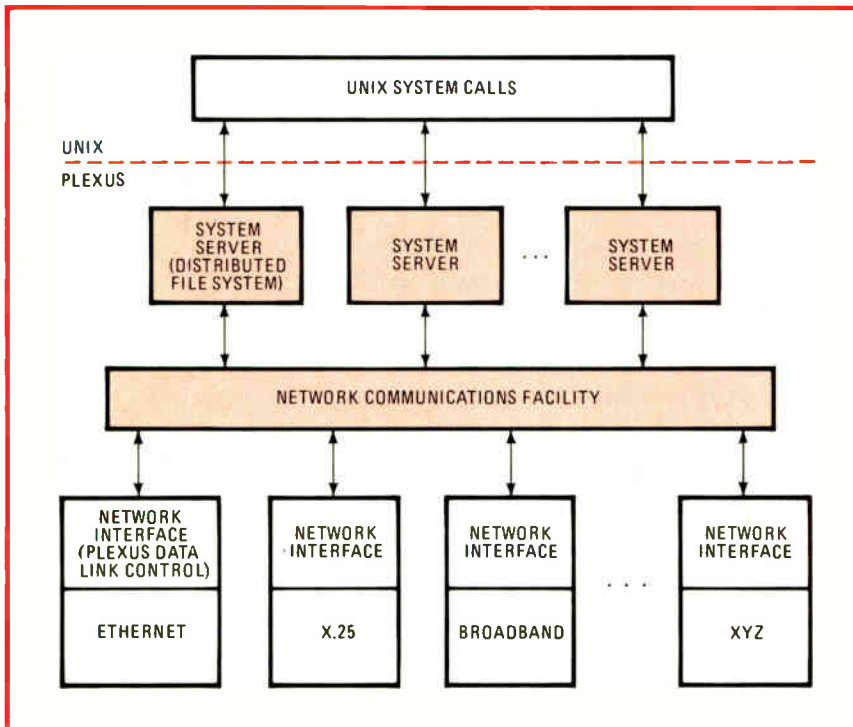 UNIX SYSTEM CALLS
UNIX
PLEXUS
SYSTEM
SERVER
(DISTRIBUTED
FILE SYSTEM)
SYSTEM
SERVER
...
SYSTEM
SERVER
NETWORK COMMUNICATIONS FACILITY
NETWORK
INTERFACE
(PLEXUS DATA
LINK CONTROL)
ETHERNET
NETWORK
INTERFACE
X.25
NETWORK
INTERFACE
BROADBAND
...
NETWORK
INTERFACE
XYZ